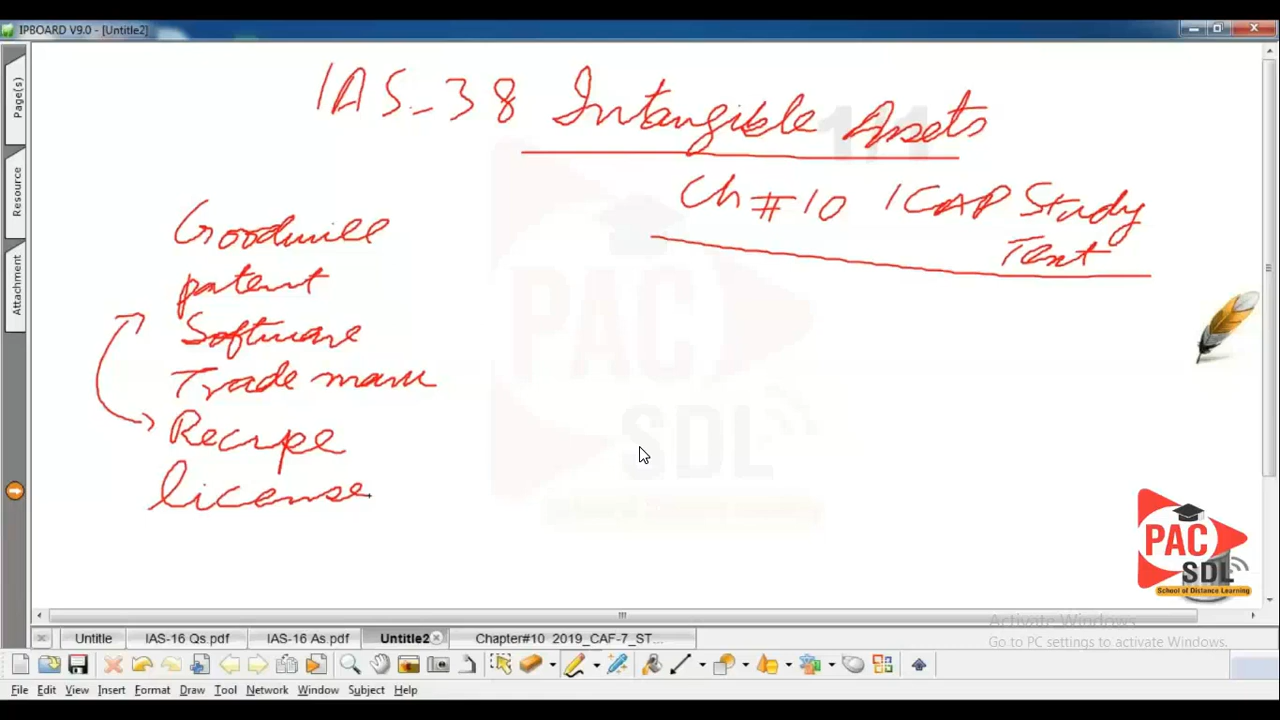 IPBOARD V9.0 - [Untitle2]
Page(s)
Resource
Attachment
IAS-38 Intangible Assets
Ch #10 ICAP Study
Text
Goodwill
patent
Software
Trade mark
Recipe
license
PAC
SDL
PAC
SDL
School of Distance Learning
Activate Windows
Go to PC settings to activate Windows.
Untitle IAS-16 Qs.pdf IAS-16 As.pdf Untitle2 Chapter#10_2019_CAF-7_ST...
File Edit View Insert Format Draw Tool Network Window Subject Help